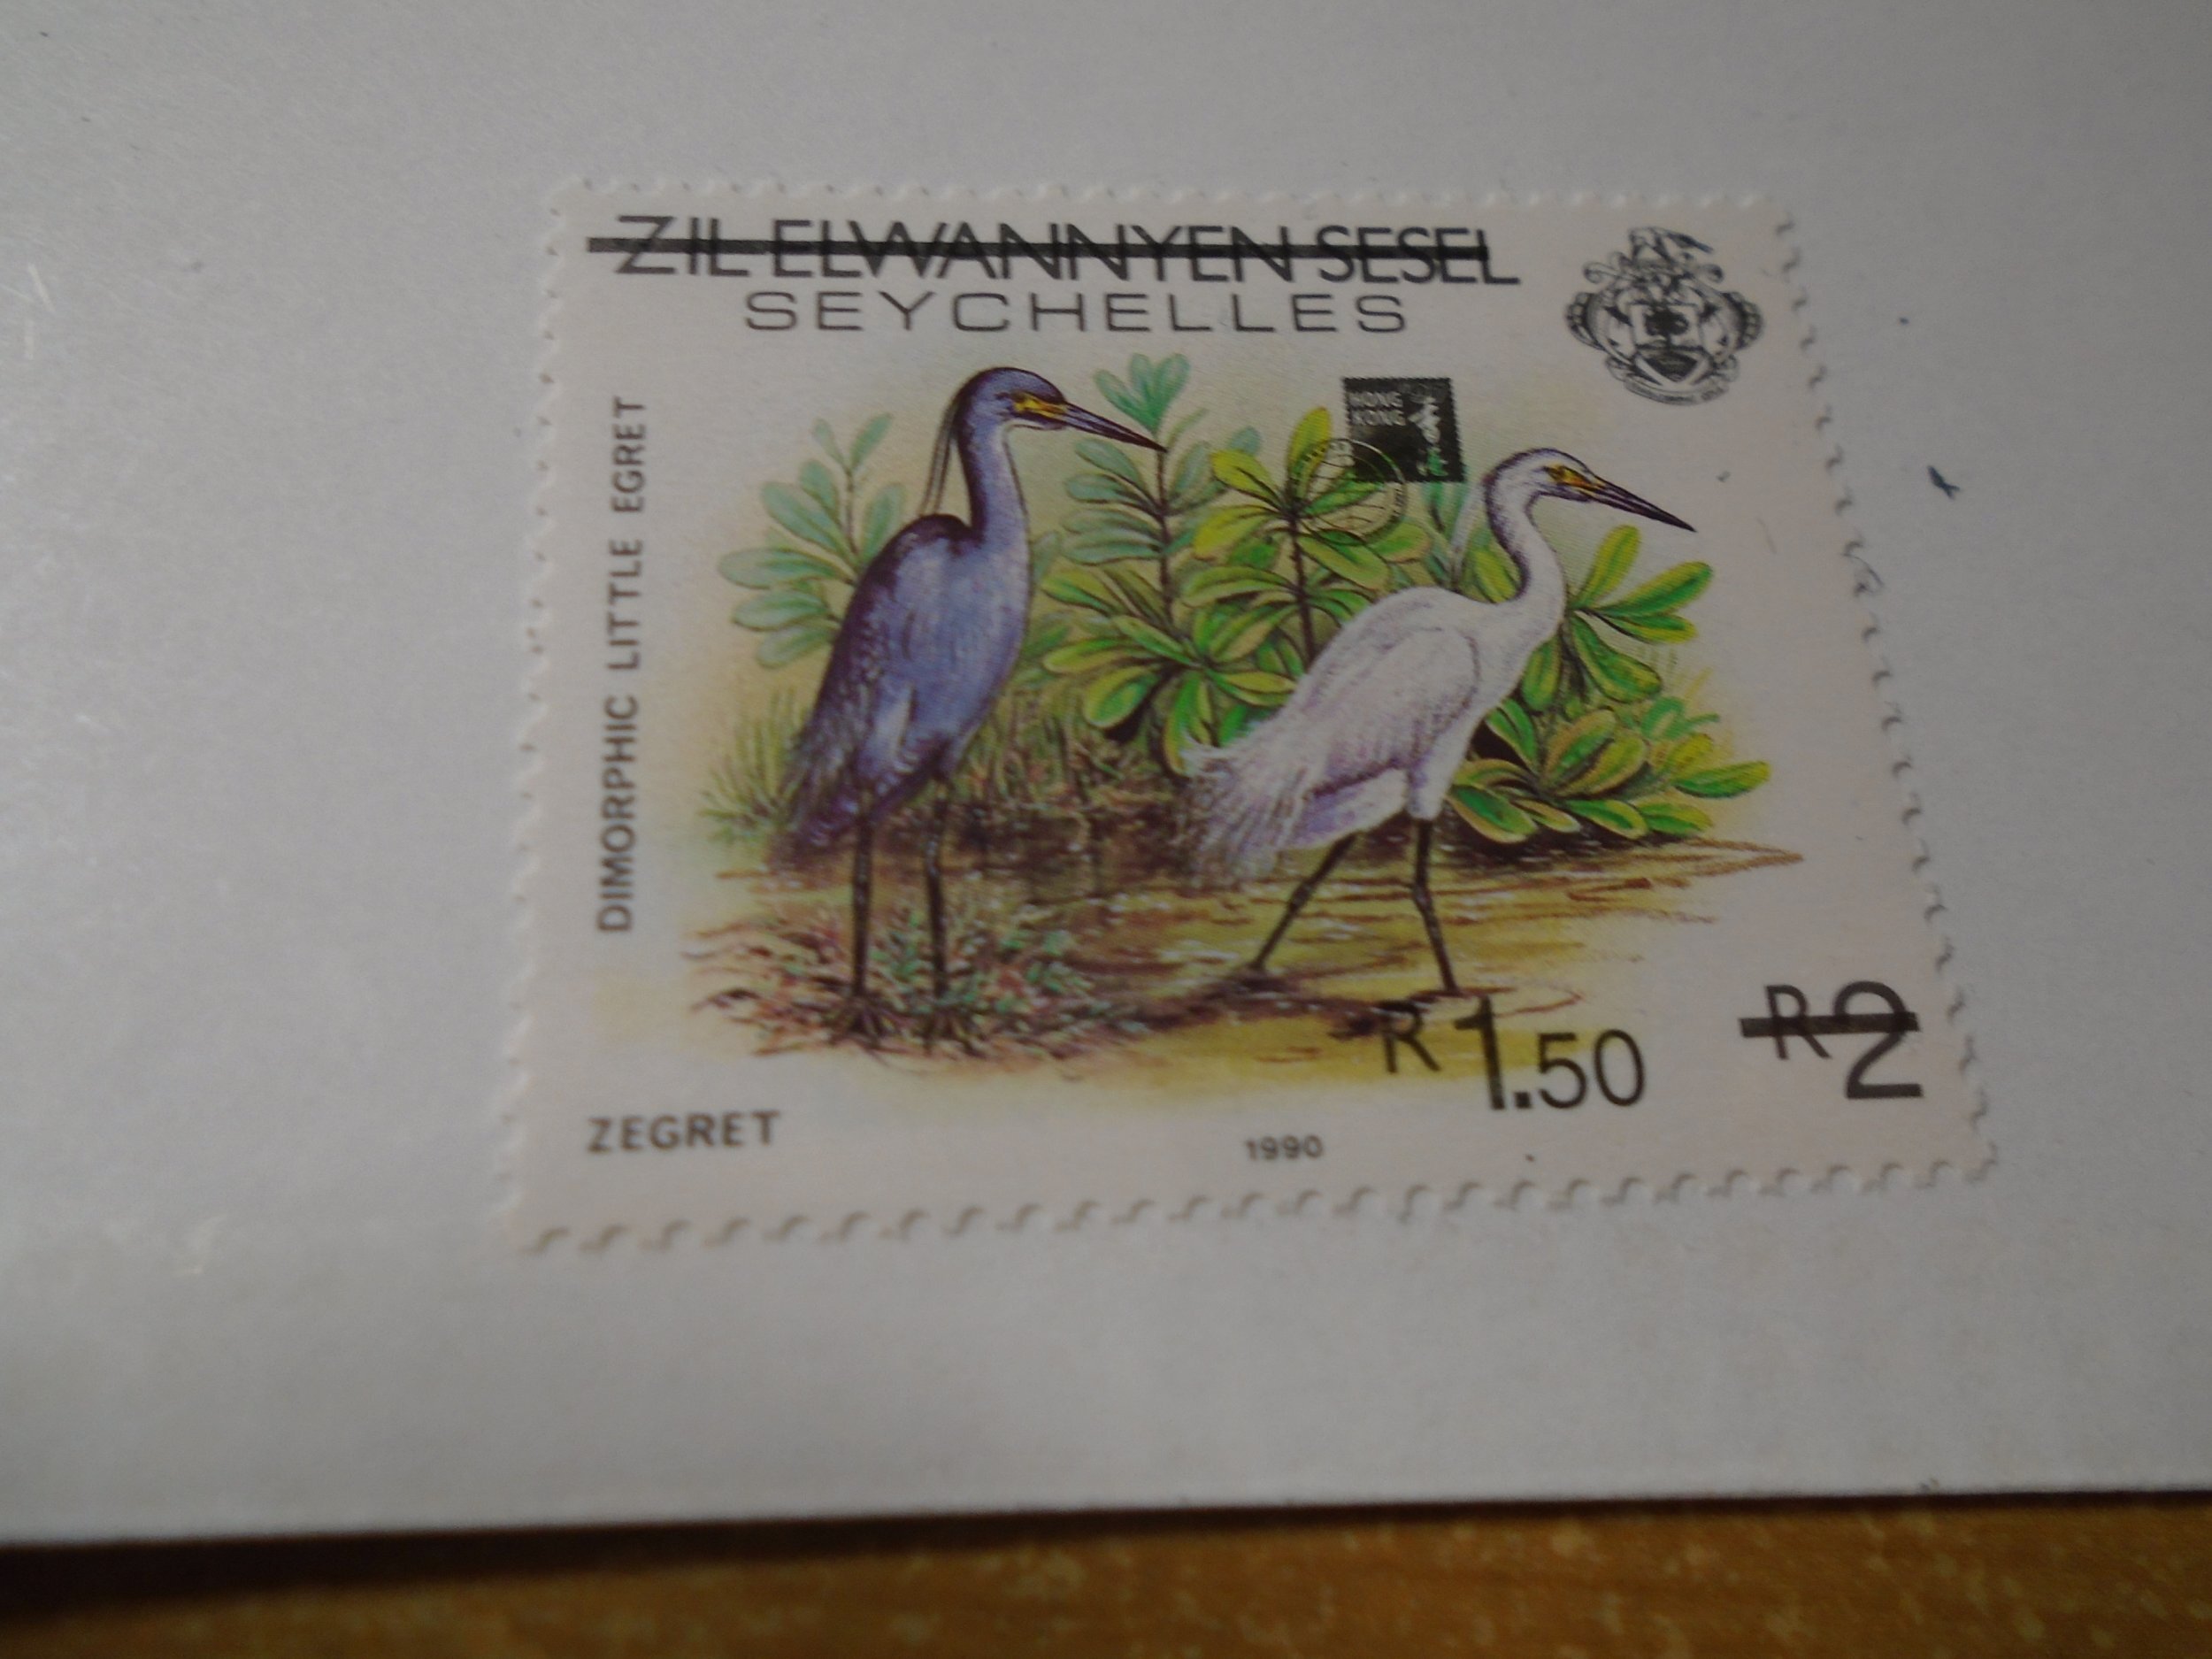 ZIL ELWANNYEN SESEL
SEYCHELLES
DIMORPHIC LITTLE EGRET
HONG
KONG
R1.50
R2
ZEGRET
1990